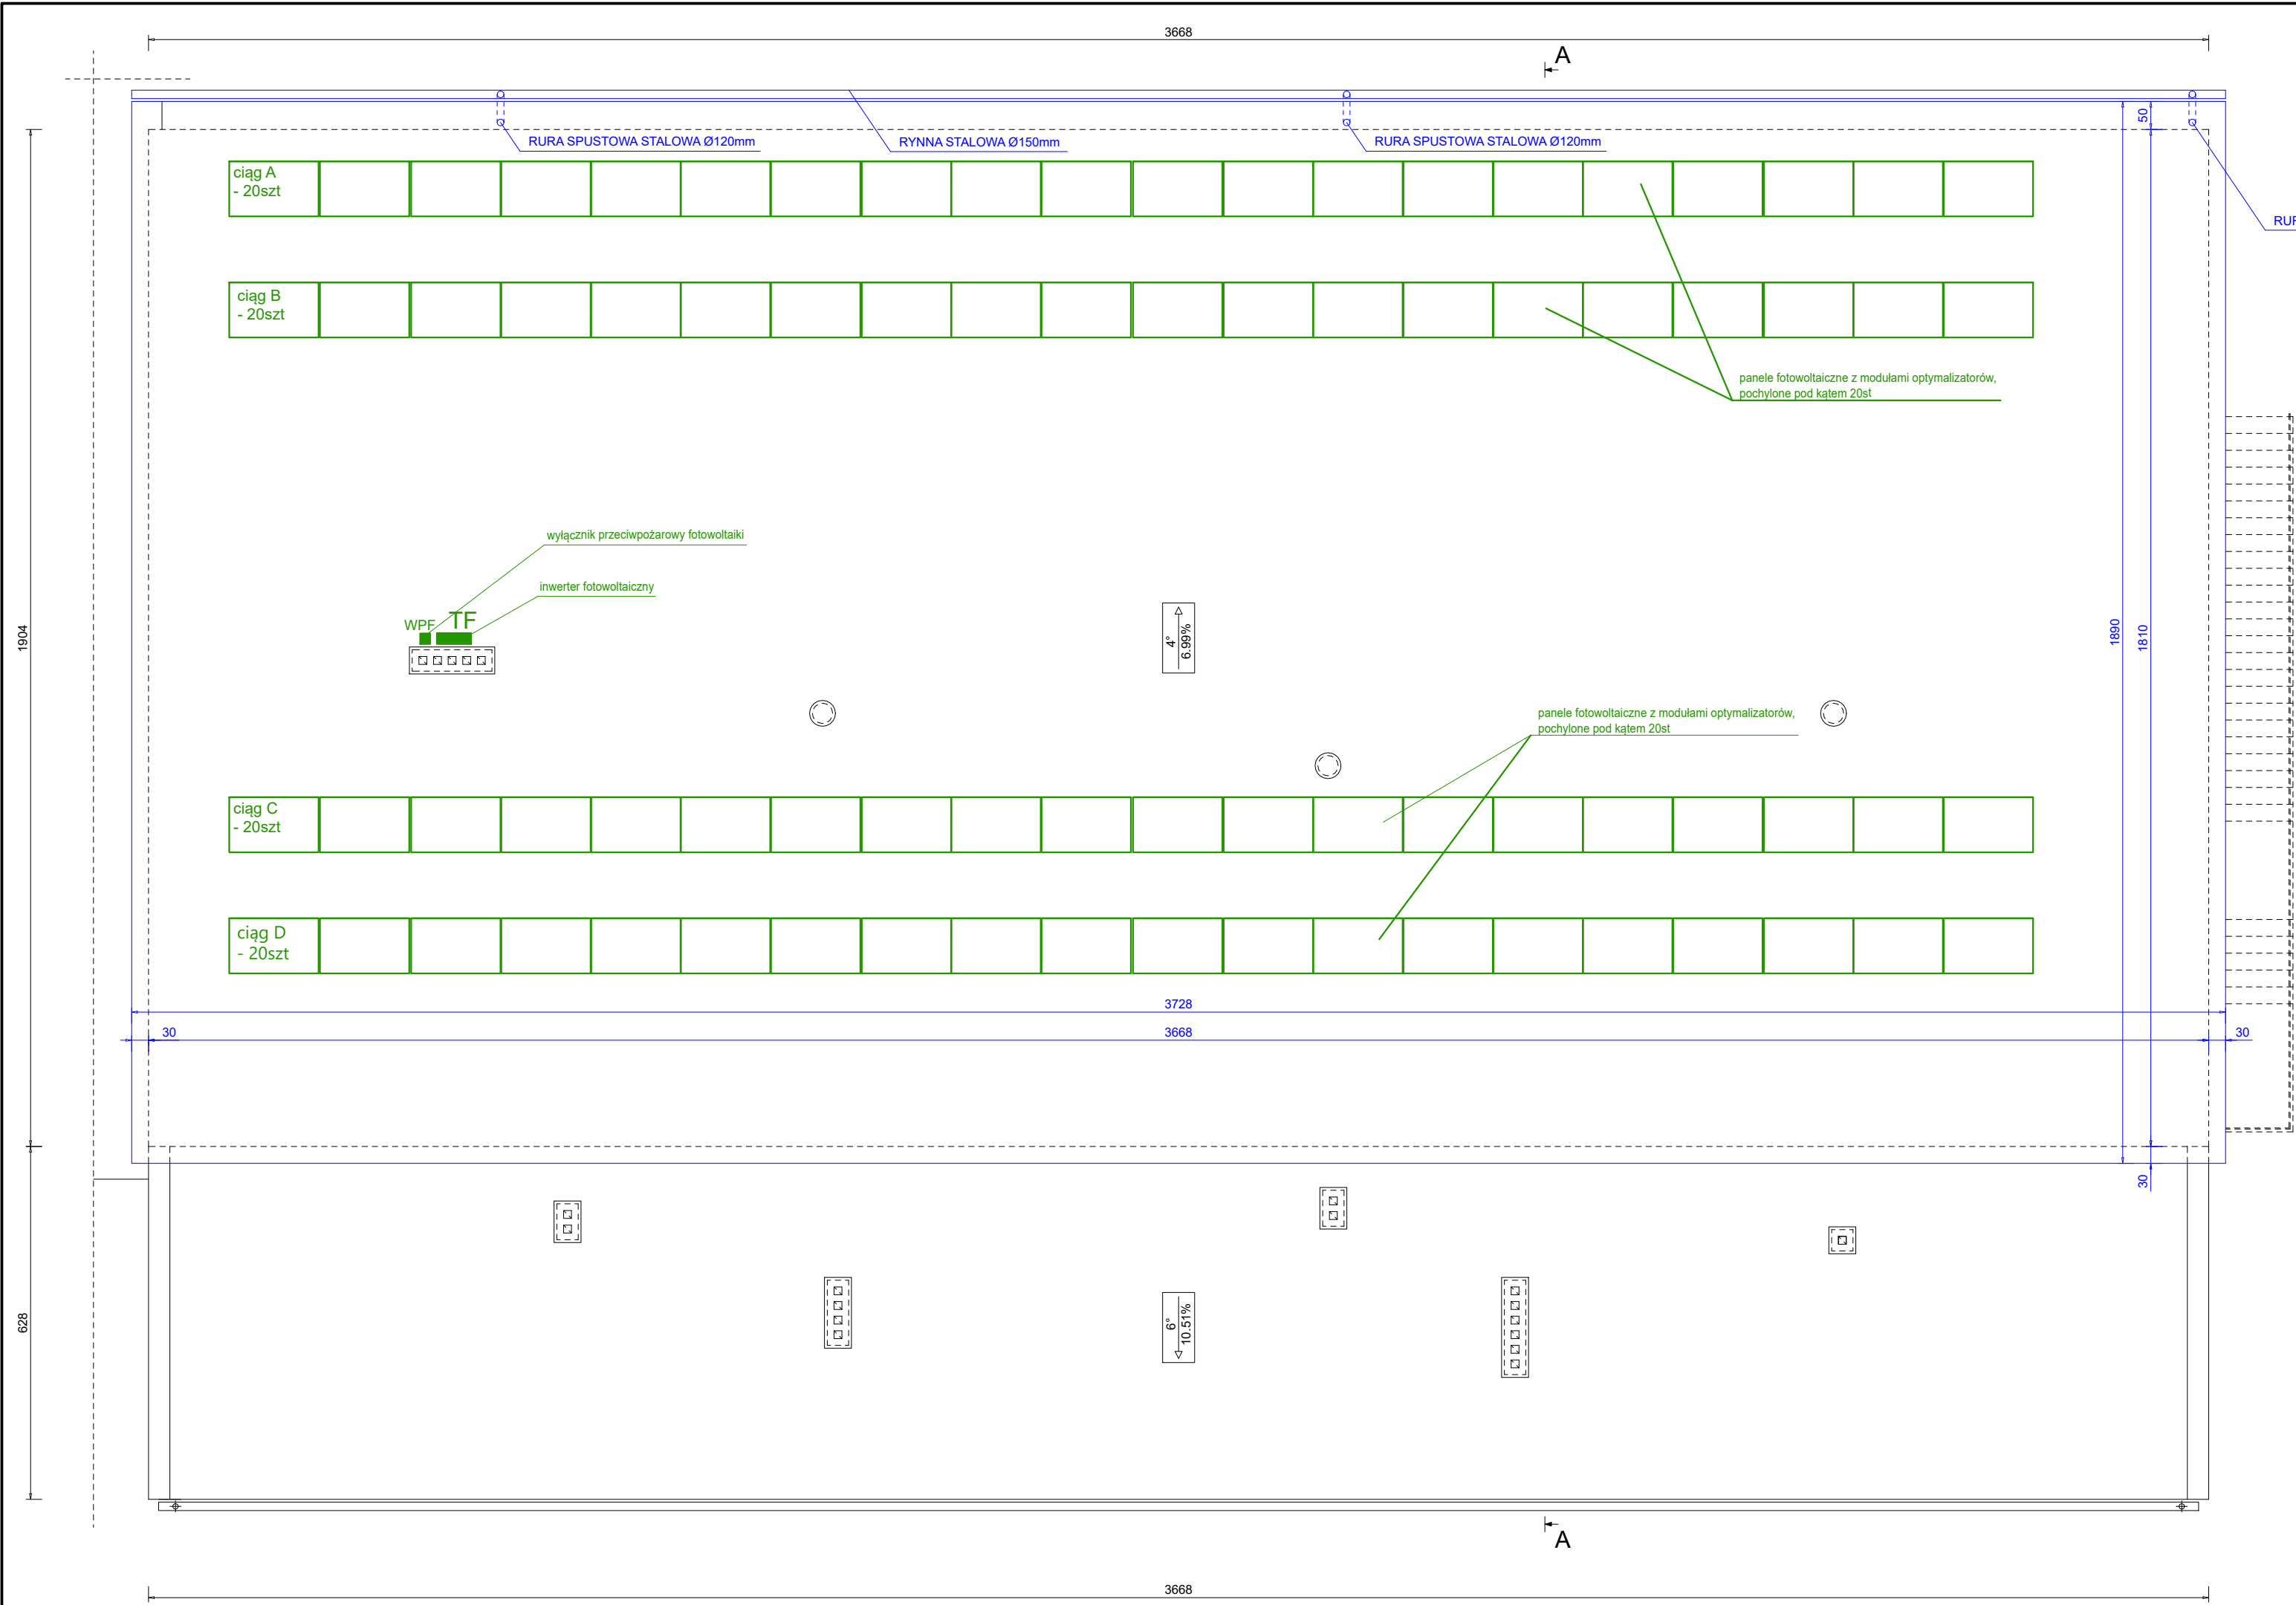 3668
A
50
RURA SPUSTOWA STALOWA Ø120mm
RYNNA STALOWA Ø150mm
RURA SPUSTOWA STALOWA Ø120mm
ciąg A
- 20szt
ciąg B
- 20szt
panele fotowoltaiczne z modułami optymalizatorów,
pochylone pod kątem 20st
wyłącznik przeciwpożarowy fotowoltaiki
inwerter fotowoltaiczny
WPF
TF
1904
4°
6.99%
1890
1810
panele fotowoltaiczne z modułami optymalizatorów,
pochylone pod kątem 20st
ciąg C
- 20szt
ciąg D
- 20szt
3728
30
3668
30
30
628
6°
10.51%
A
3668